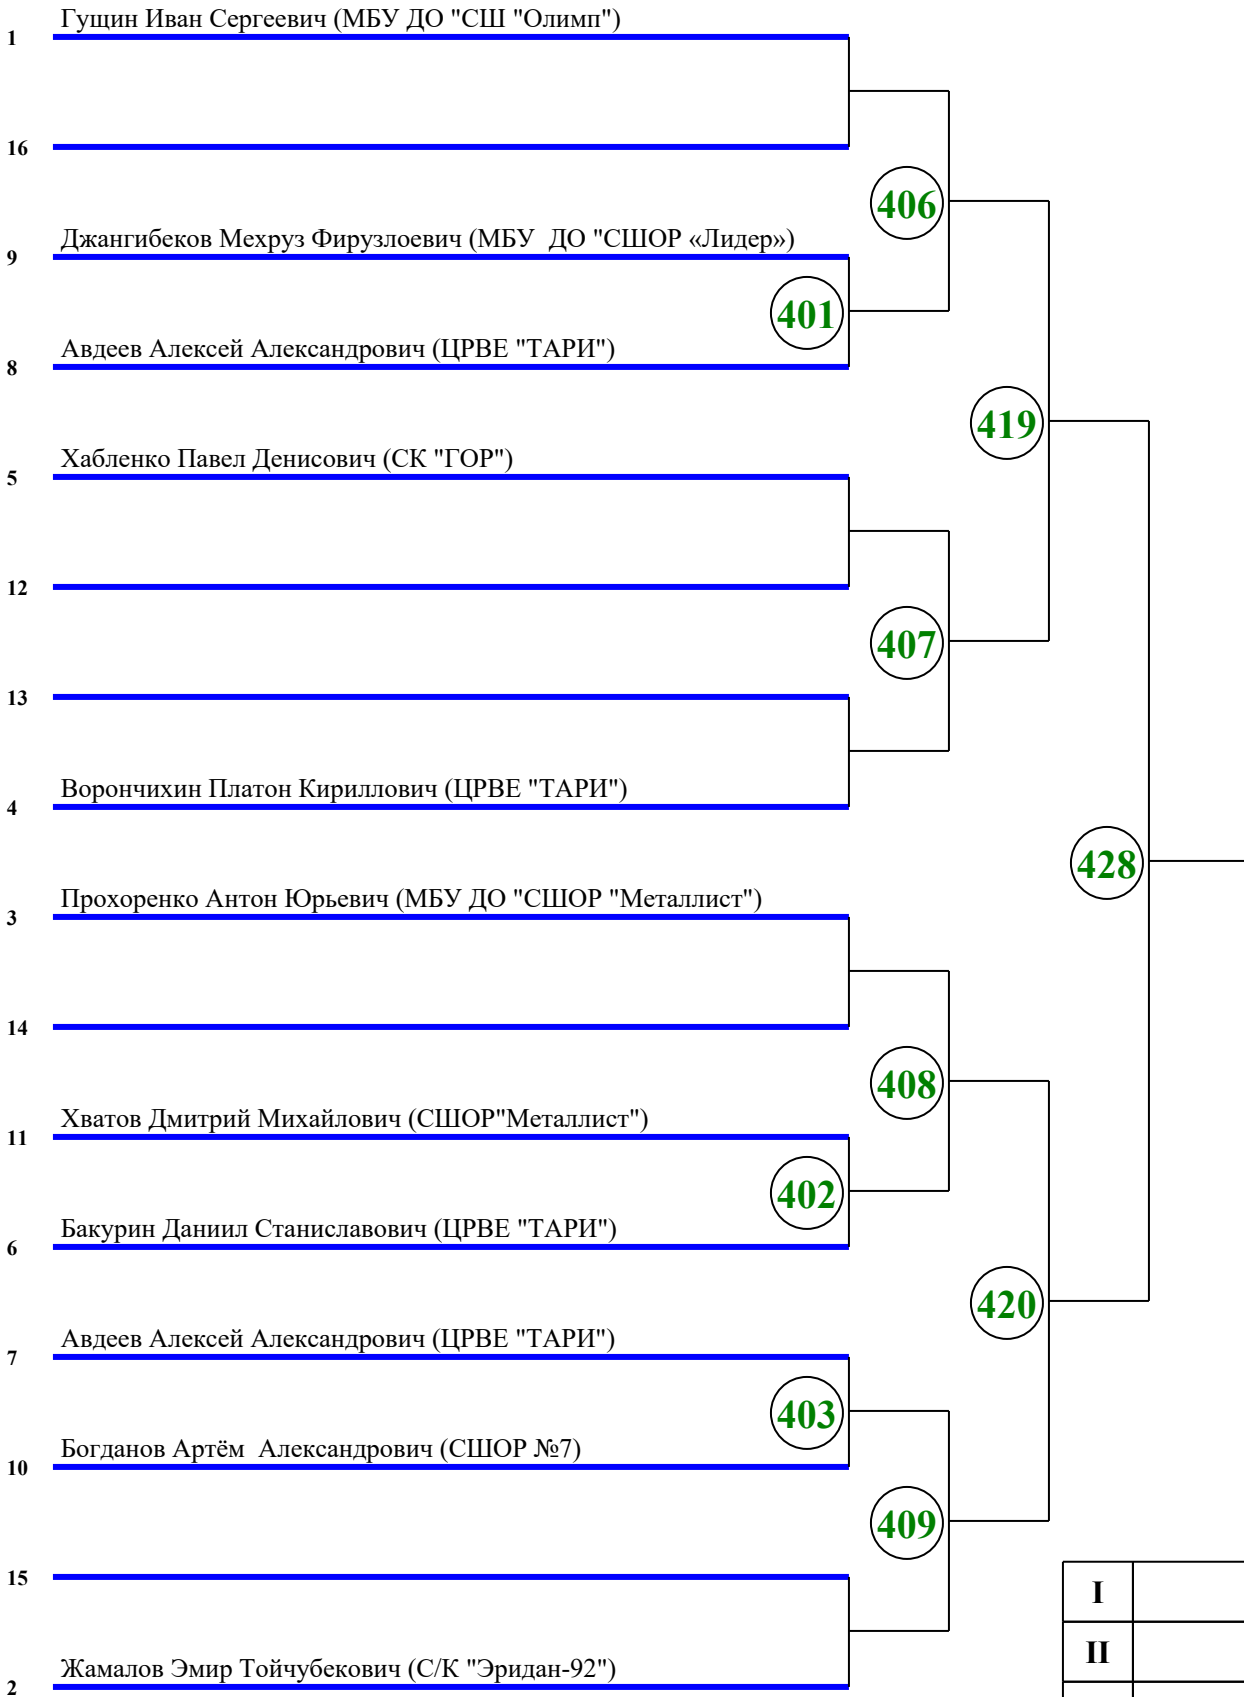 Гущин Иван Сергеевич (МБУ ДО "СШ "Олимп")
1
16
406
Джангибеков Мехруз Фирузлоевич (МБУ  ДО "СШОР «Лидер»)
9
401
Авдеев Алексей Александрович (ЦРВЕ "ТАРИ")
8
419
Хабленко Павел Денисович (СК "ГОР")
5
12
407
13
Ворончихин Платон Кириллович (ЦРВЕ "ТАРИ")
4
428
Прохоренко Антон Юрьевич (МБУ ДО "СШОР "Металлист")
3
14
408
Хватов Дмитрий Михайлович (СШОР"Металлист")
11
402
Бакурин Даниил Станиславович (ЦРВЕ "ТАРИ")
6
420
Авдеев Алексей Александрович (ЦРВЕ "ТАРИ")
7
403
Богданов Артём  Александрович (СШОР №7)
10
409
15
I
II
Жамалов Эмир Тойчубекович (С/К "Эридан-92")
2